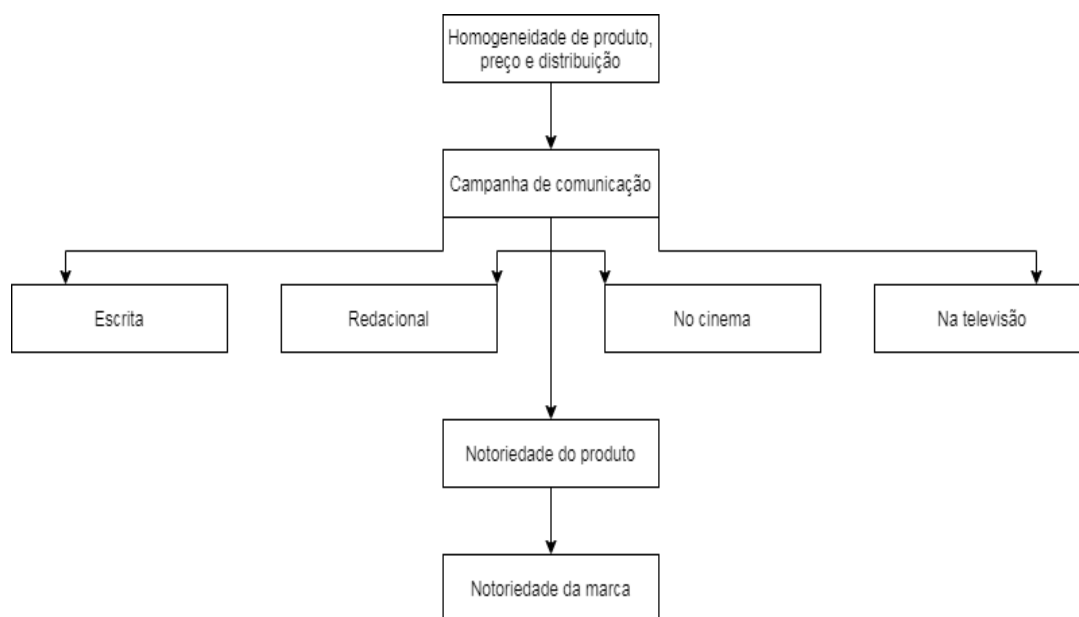 Homogeneidade de produto,
preço e distribuição
Campanha de comunicação
Escrita
Redacional
No cinema
Na televisão
Notoriedade do produto
Notoriedade da marca